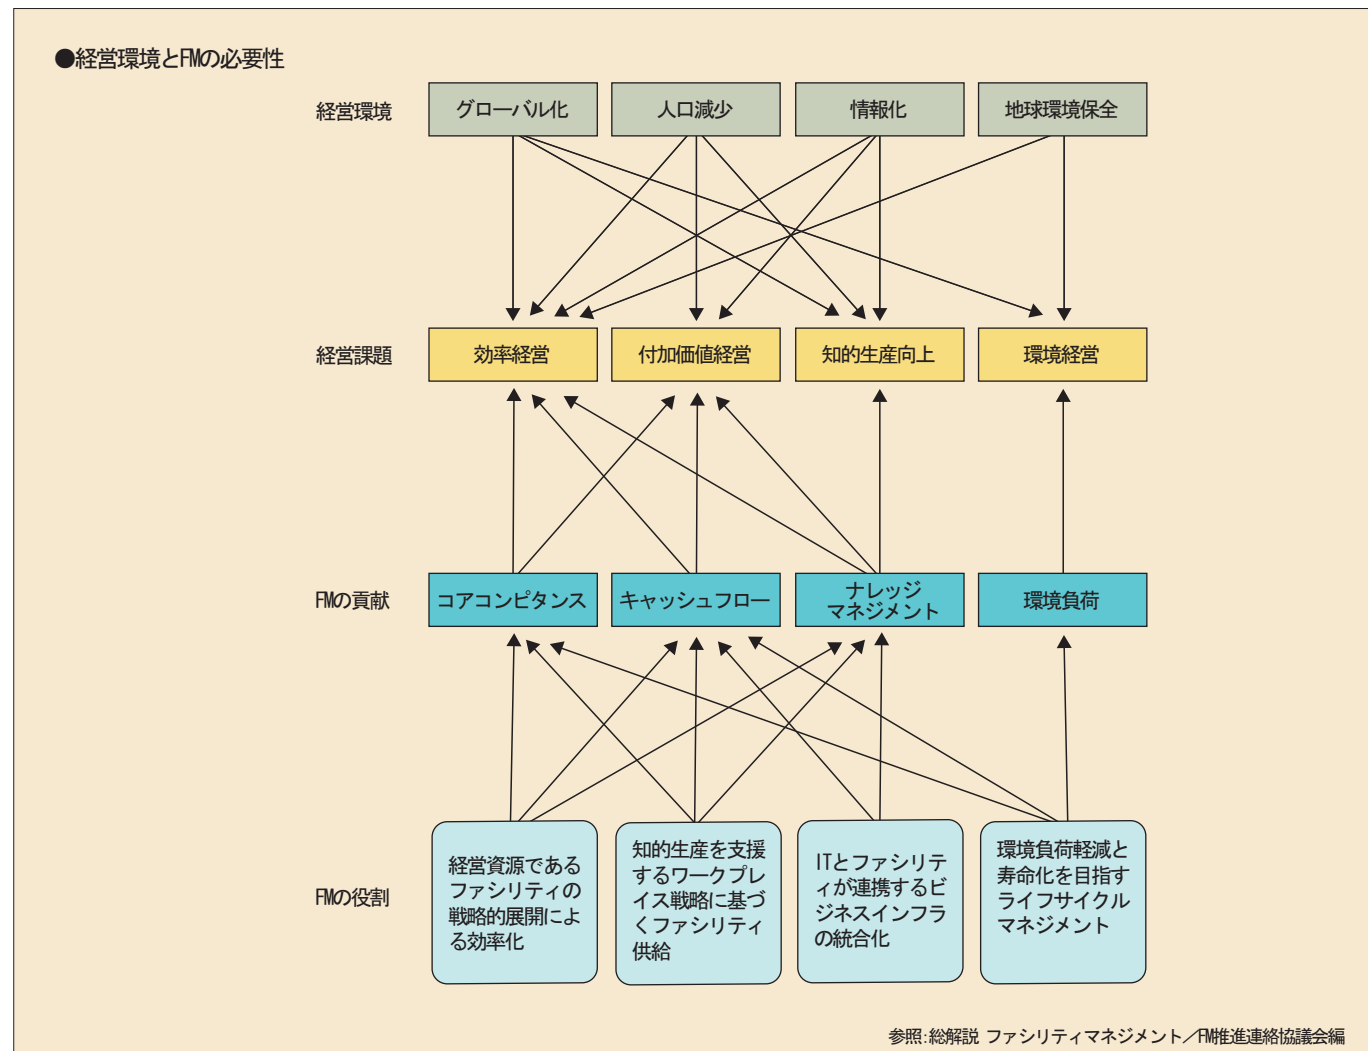 ●経営環境とFMの必要性
経営環境
グローバル化
人口減少
情報化
地球環境保全
経営課題
効率経営
付加価値経営
知的生産向上
環境経営
FMの貢献
コアコンピタンス
キャッシュフロー
ナレッジ
マネジメント
環境負荷
FMの役割
経営資源である
ファシリティの
戦略的展開によ
る効率化
知的生産を支援
するワークプレ
イス戦略に基づ
くファシリティ
供給
ITとファシリテ
ィが連携するビ
ジネスインフラ
の統合化
環境負荷軽減と
寿命化を目指す
ライフサイクル
マネジメント
参照:総解説 ファシリティマネジメント／FM推進連絡協議会編